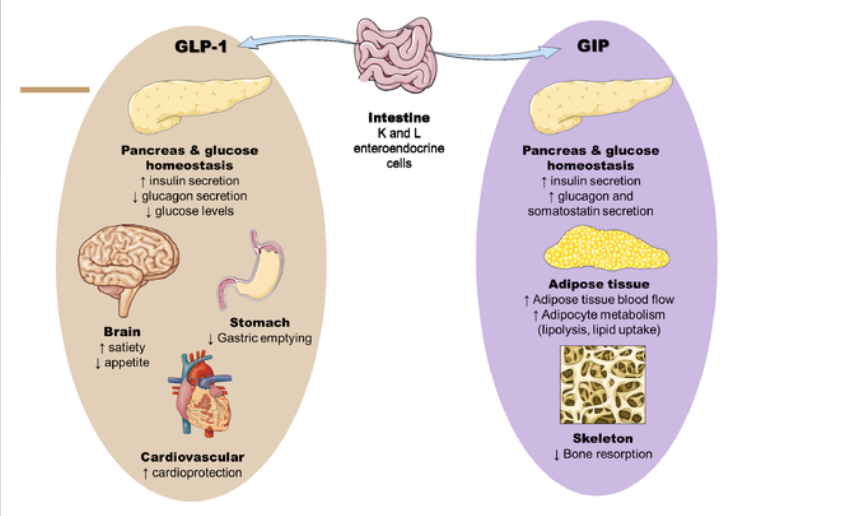 GLP-1
Pancreas & glucose
homeostasis
↑ insulin secretion
↓ glucagon secretion
↓ glucose levels
Brain
↑ satiety
↓ appetite
Stomach
↓ Gastric emptying
Cardiovascular
↑ cardioprotection
Intestine
K and L
enteroendocrine
cells
GIP
Pancreas & glucose
homeostasis
↑ insulin secretion
↑ glucagon and
somatostatin secretion
Adipose tissue
↑ Adipose tissue blood flow
↑ Adipocyte metabolism
(lipolysis, lipid uptake)
Skeleton
↓ Bone resorption